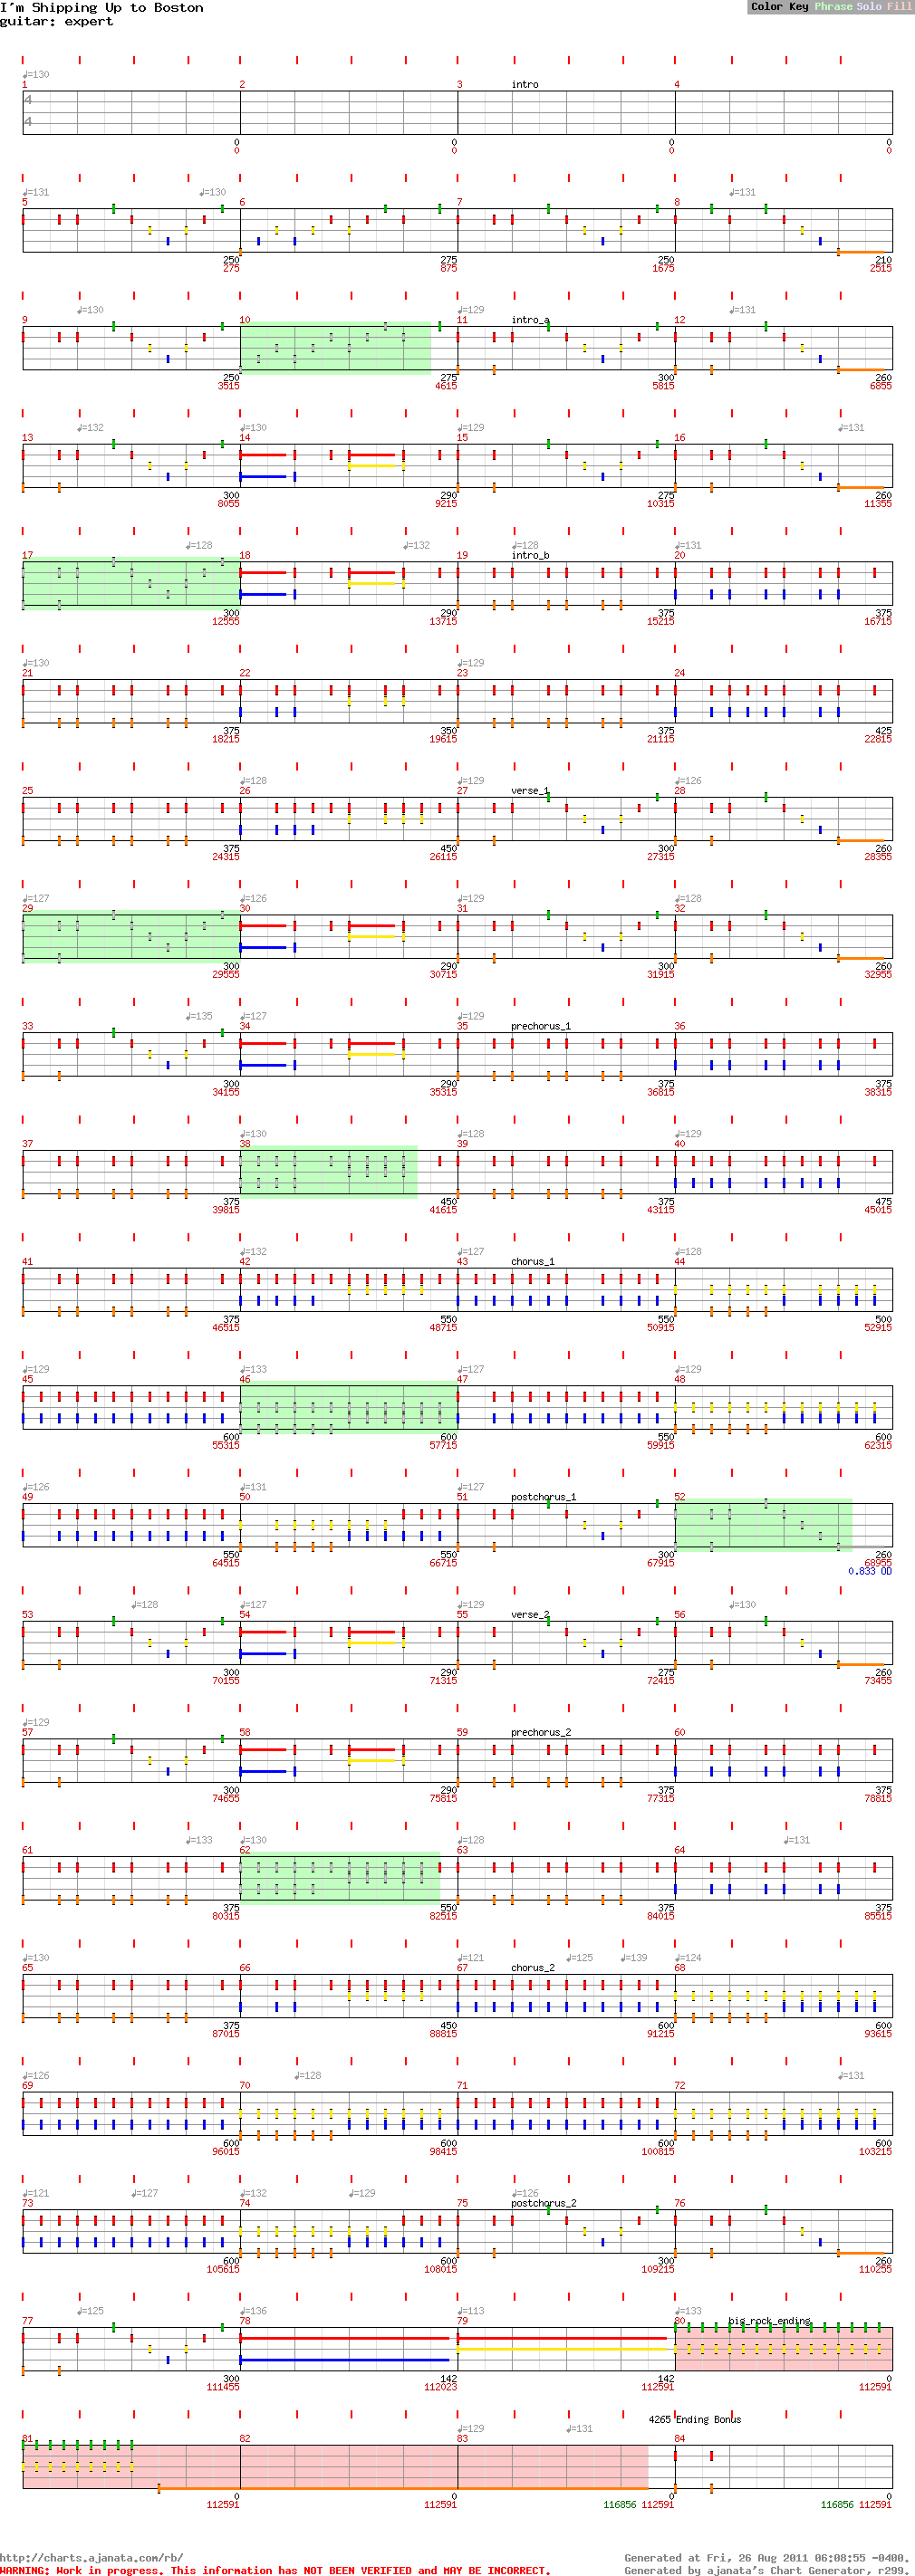 I'm Shipping Up to Boston
guitar: expert
Color Key Phrase Solo Fill
♩=130
1 2 3 intro 4
4
4
0 0 0 0
0 0 0 0
♩=131 ♩=130 ♩=131
5 6 7 8
250 275 250 210
275 875 1675 2515
♩=130 ♩=129 ♩=131
9 10 11 intro_a 12
250 275 300 260
3515 4615 5815 6855
♩=132 ♩=130 ♩=129 ♩=131
13 14 15 16
300 290 275 260
8055 9215 10315 11355
♩=128 ♩=132 ♩=128 ♩=131
17 18 19 intro_b 20
300 290 375 375
12555 13715 15215 16715
♩=130 ♩=129
21 22 23 24
375 350 375 425
18215 19615 21115 22815
♩=128 ♩=129 ♩=126
25 26 27 verse_1 28
375 450 300 260
24315 26115 27315 28355
♩=127 ♩=126 ♩=129 ♩=128
29 30 31 32
300 290 300 260
29555 30715 31915 32955
♩=135 ♩=127 ♩=129
33 34 35 prechorus_1 36
300 290 375 375
34155 35315 36815 38315
♩=130 ♩=128 ♩=129
37 38 39 40
375 450 375 475
39815 41615 43115 45015
♩=132 ♩=127 ♩=128
41 42 43 chorus_1 44
375 550 550 500
46515 48715 50915 52915
♩=129 ♩=133 ♩=127 ♩=129
45 46 47 48
600 600 550 600
55315 57715 59915 62315
♩=126 ♩=131 ♩=127
49 50 51 postchorus_1 52
550 550 300 260
64515 66715 67915 68955
0.833 OD
♩=128 ♩=127 ♩=129 ♩=130
53 54 55 verse_2 56
300 290 275 260
70155 71315 72415 73455
♩=129
57 58 59 prechorus_2 60
300 290 375 375
74655 75815 77315 78815
♩=133 ♩=130 ♩=128 ♩=131
61 62 63 64
375 550 375 375
80315 82515 84015 85515
♩=130 ♩=121 ♩=125 ♩=139 ♩=124
65 66 67 chorus_2 68
375 450 600 600
87015 88815 91215 93615
♩=126 ♩=128 ♩=131
69 70 71 72
600 600 600 600
96015 98415 100815 103215
♩=121 ♩=127 ♩=132 ♩=129 ♩=126
73 74 75 postchorus_2 76
600 600 300 260
105615 108015 109215 110255
♩=125 ♩=136 ♩=113 ♩=133
77 78 79 80 big_rock_ending
300 142 142 0
111455 112023 112591 112591
4265 Ending Bonus
♩=129 ♩=131
81 82 83 84
0 0 0 0
112591 112591 116856 112591 116856 112591
http://charts.ajanata.com/rb/ Generated at Fri, 26 Aug 2011 06:08:55 -0400.
WARNING: Work in progress. This information has NOT BEEN VERIFIED and MAY BE INCORRECT. Generated by ajanata's Chart Generator, r299.